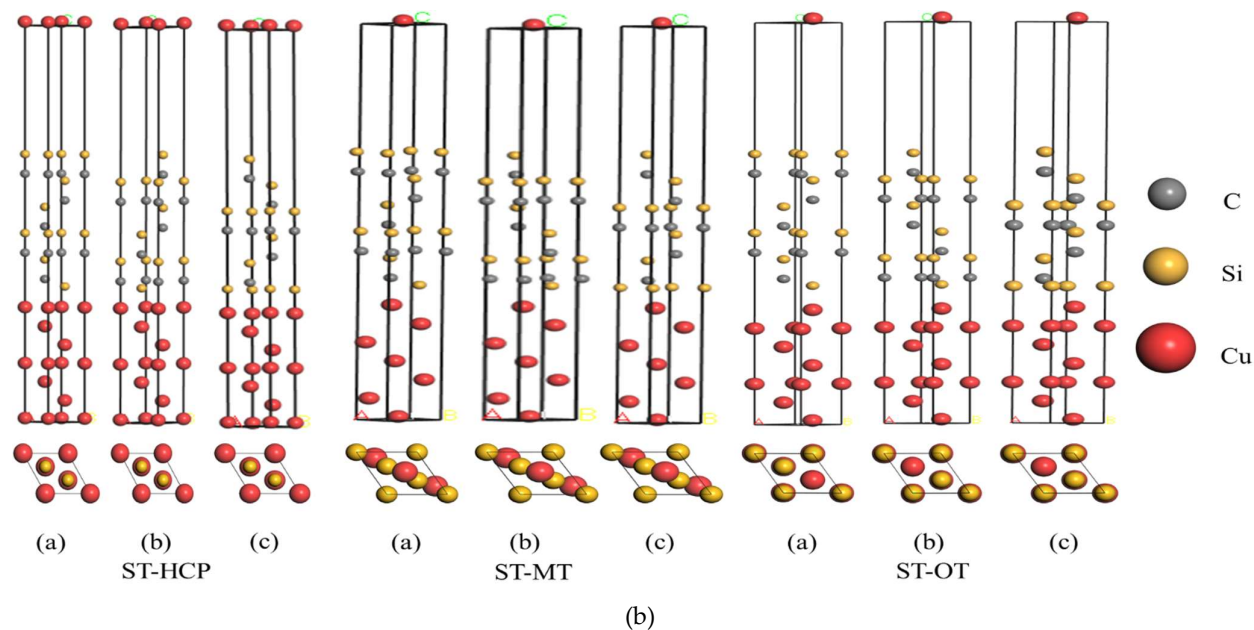 C
Si
Cu
C C C
B B
(a) (b) (c) (a) (b) (c) (a) (b) (c)
ST-HCP ST-MT ST-OT
(b)